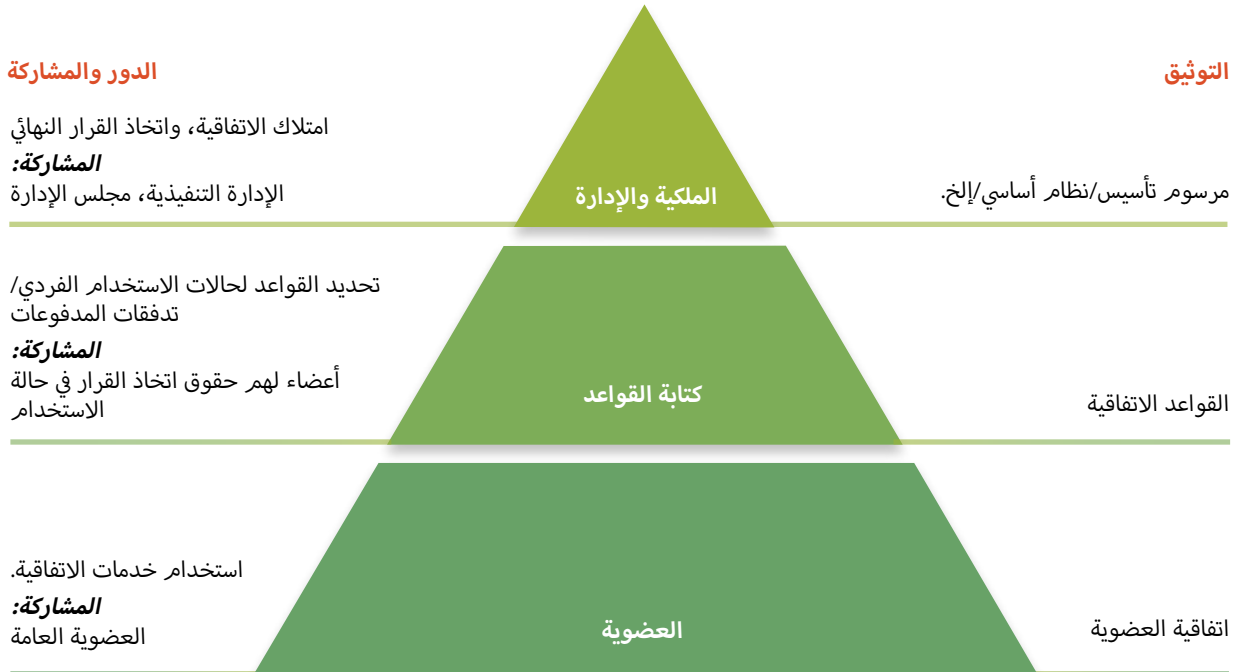 التوثيق
الدور والمشاركة
مرسوم تأسيس/نظام أساسي/إلخ.
الملكية والإدارة
امتلاك الاتفاقية، واتخاذ القرار النهائي
المشاركة:
الإدارة التنفيذية، مجلس الإدارة
القواعد الاتفاقية
كتابة القواعد
تحديد القواعد لحالات الاستخدام الفردي/
تدفقات المدفوعات
المشاركة:
أعضاء لهم حقوق اتخاذ القرار في حالة
الاستخدام
اتفاقية العضوية
العضوية
استخدام خدمات الاتفاقية.
المشاركة:
العضوية العامة